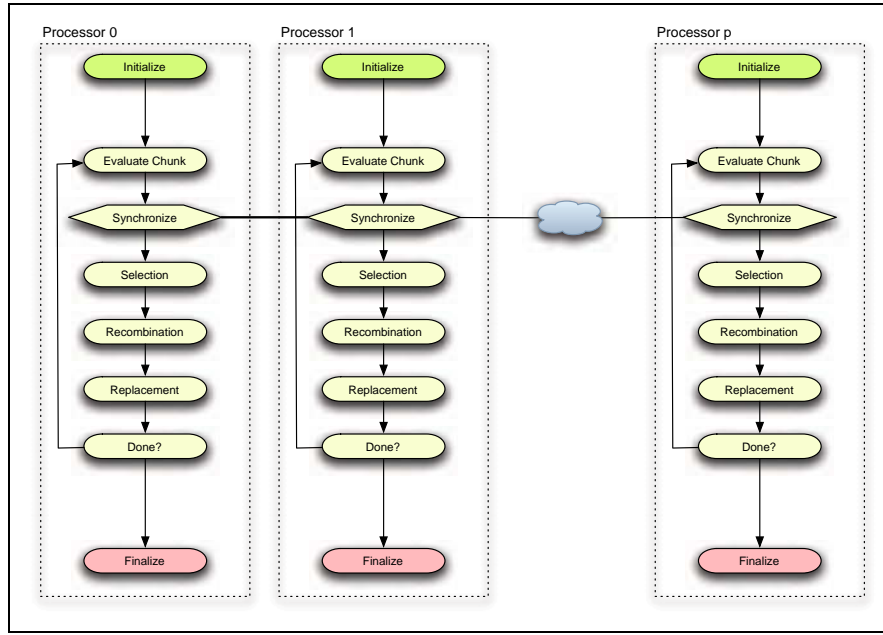 Processor 0
Initialize
Evaluate Chunk
Synchronize
Selection
Recombination
Replacement
Done?
Finalize
Processor 1
Initialize
Evaluate Chunk
Synchronize
Selection
Recombination
Replacement
Done?
Finalize
Processor p
Initialize
Evaluate Chunk
Synchronize
Selection
Recombination
Replacement
Done?
Finalize